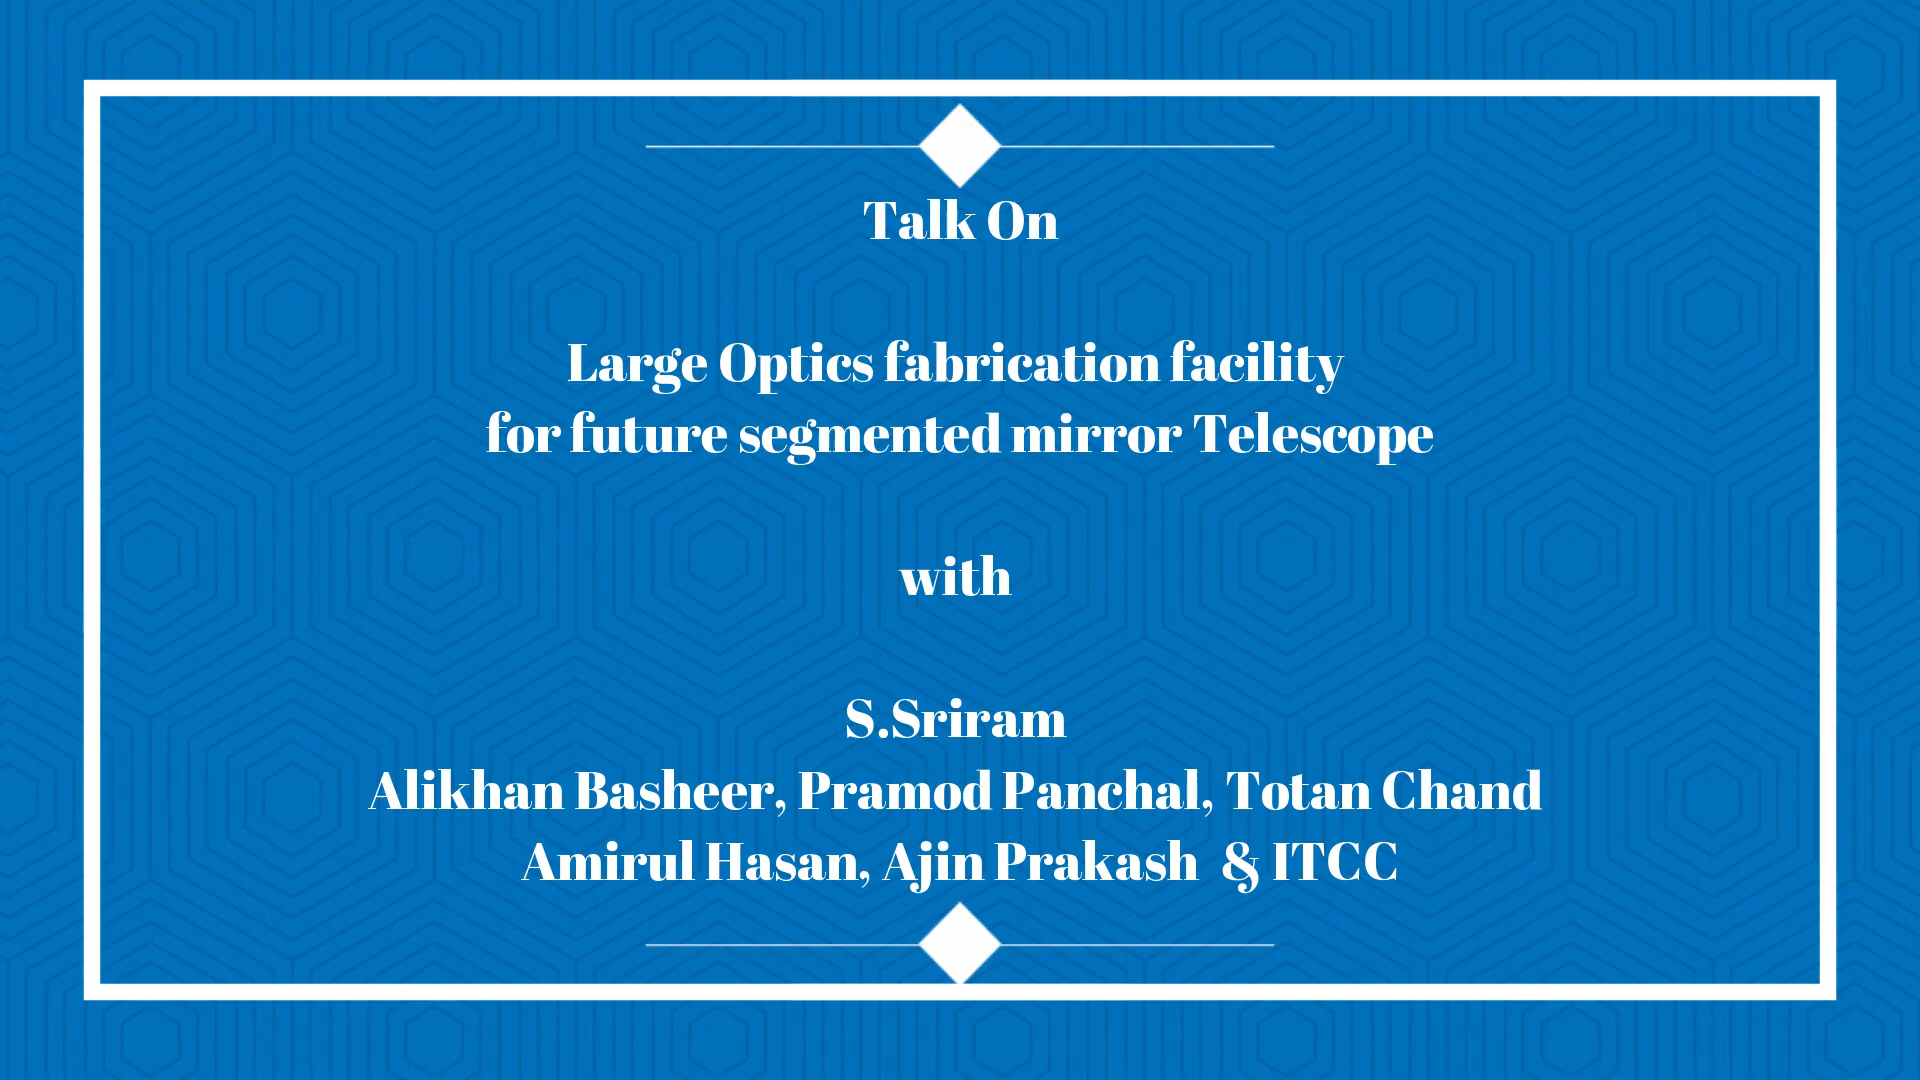 Talk On
Large Optics fabrication facility
for future segmented mirror Telescope
with
S.Sriram
Alikhan Basheer, Pramod Panchal, Totan Chand
Amirul Hasan, Ajin Prakash & ITCC